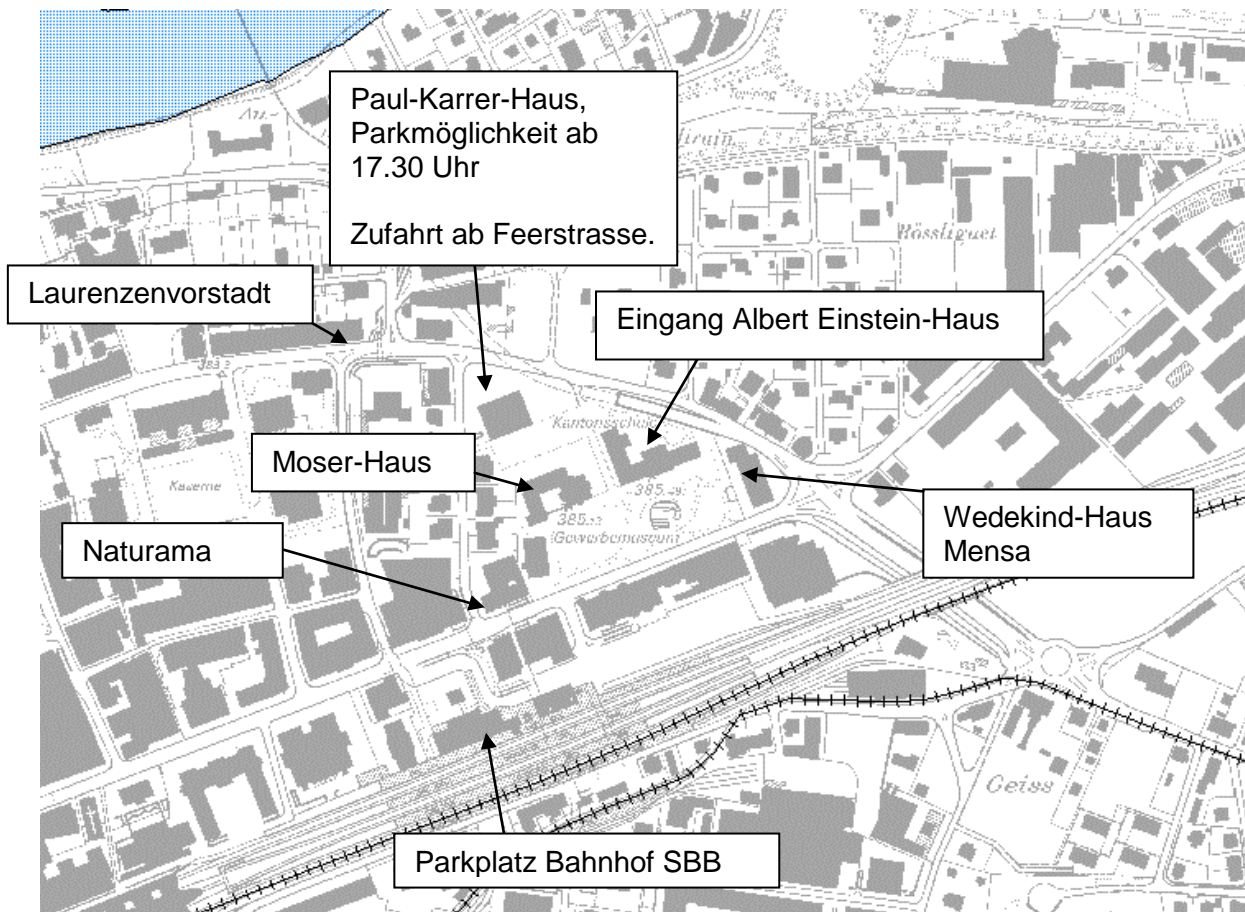 Paul-Karrer-Haus,
Parkmöglichkeit ab
17.30 Uhr
Zufahrt ab Feerstrasse.
Laurenzenvorstadt
Eingang Albert Einstein-Haus
Rössliguet
Kantonsschule
Moser-Haus
Kaserne
385
385
Gewerbemuseum
Wedekind-Haus
Mensa
Naturama
Geiss
Parkplatz Bahnhof SBB